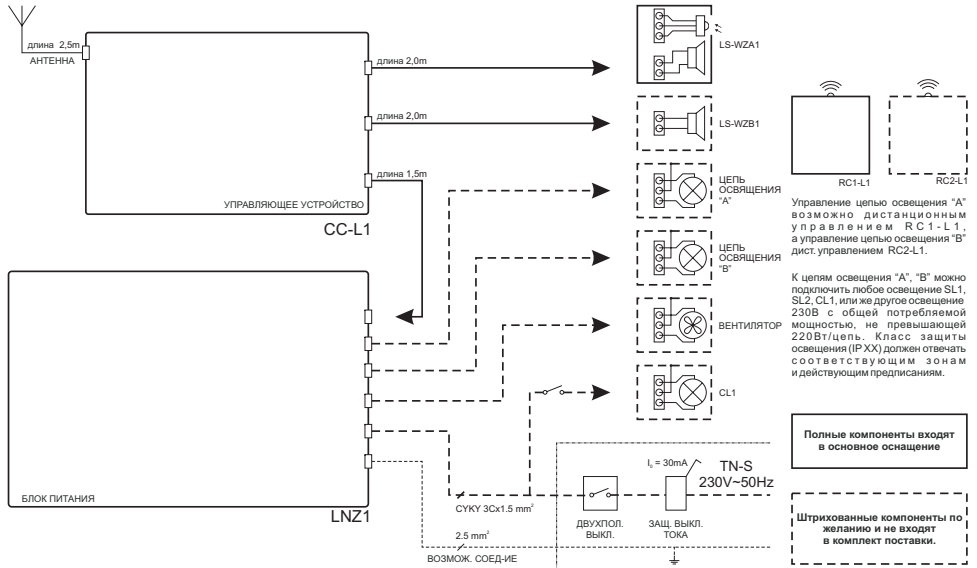 длина 2,5m
АНТЕННА
длина 2,0m
длина 2,0m
длина 1,5m
УПРАВЛЯЮЩЕЕ УСТРОЙСТВО
CC-L1
LS-WZA1
LS-WZB1
ЦЕПЬ
ОСВЯЩЕНИЯ
"A"
ЦЕПЬ
ОСВЯЩЕНИЯ
"B"
ВЕНТИЛЯТОР
CL1
БЛОК ПИТАНИЯ
LNZ1
CYKY 3Cx1.5 mm²
2.5 mm²
ВОЗМОЖ. СОЕД-ИЕ
ДВУХПОЛ.
ВЫКЛ.
I₀ = 30mA
ЗАЩ. ВЫКЛ.
ТОКА
TN-S
230V~50Hz
RC1-L1
RC2-L1
Управление цепью освещения "A"
возможно дистанционным
управлением RC1-L1,
а управление цепью освещения "B"
дист. управлением RC2-L1.
К цепям освещения "A", "B" можно
подключить любое освещение SL1,
SL2, CL1, или же другое освещение
230В с общей потребляемой
мощностью, не превышающей
220Вт/цепь. Класс защиты
освещения (IP XX) должен отвечать
соответствующим зонам
и действующим предписаниям.
Полные компоненты входят
в основное оснащение
Штрихованные компоненты по
желанию и не входят
в комплект поставки.